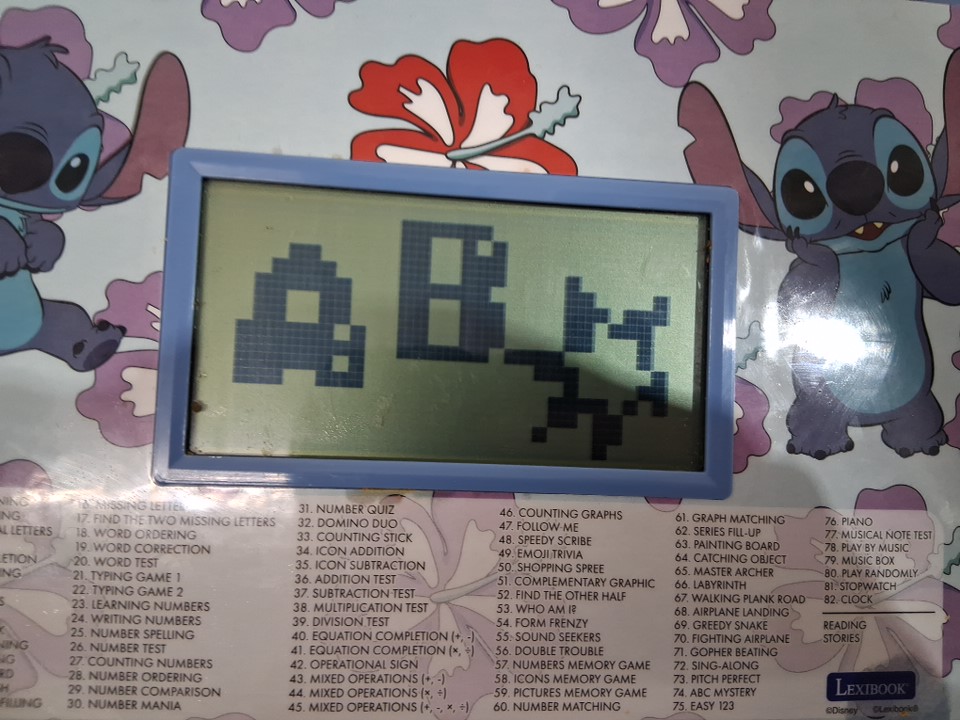 A B
16. MISSING LETTER
17. FIND THE TWO MISSING LETTERS
18. WORD ORDERING
19. WORD CORRECTION
20. WORD TEST
21. TYPING GAME 1
22. TYPING GAME 2
23. LEARNING NUMBERS
24. WRITING NUMBERS
25. NUMBER SPELLING
26. NUMBER TEST
27. COUNTING NUMBERS
28. NUMBER ORDERING
29. NUMBER COMPARISON
30. NUMBER MANIA
31. NUMBER QUIZ
32. DOMINO DUO
33. COUNTING STICK
34. ICON ADDITION
35. ICON SUBTRACTION
36. ADDITION TEST
37. SUBTRACTION TEST
38. MULTIPLICATION TEST
39. DIVISION TEST
40. EQUATION COMPLETION (+, -)
41. EQUATION COMPLETION (×, ÷)
42. OPERATIONAL SIGN
43. MIXED OPERATIONS (+, -)
44. MIXED OPERATIONS (×, ÷)
45. MIXED OPERATIONS (+, -, ×, ÷)
46. COUNTING GRAPHS
47. FOLLOW ME
48. SPEEDY SCRIBE
49. EMOJI TRIVIA
50. SHOPPING SPREE
51. COMPLEMENTARY GRAPHIC
52. FIND THE OTHER HALF
53. WHO AM I?
54. FORM FRENZY
55. SOUND SEEKERS
56. DOUBLE TROUBLE
57. NUMBERS MEMORY GAME
58. ICONS MEMORY GAME
59. PICTURES MEMORY GAME
60. NUMBER MATCHING
61. GRAPH MATCHING
62. SERIES FILL-UP
63. PAINTING BOARD
64. CATCHING OBJECT
65. MASTER ARCHER
66. LABYRINTH
67. WALKING PLANK ROAD
68. AIRPLANE LANDING
69. GREEDY SNAKE
70. FIGHTING AIRPLANE
71. GOPHER BEATING
72. SING-ALONG
73. PITCH PERFECT
74. ABC MYSTERY
75. EASY 123
76. PIANO
77. MUSICAL NOTE TEST
78. PLAY BY MUSIC
79. MUSIC BOX
80. PLAY RANDOMLY
81. STOPWATCH
82. CLOCK
READING
STORIES
LEXIBOOK®
©Disney ©Lexibook®